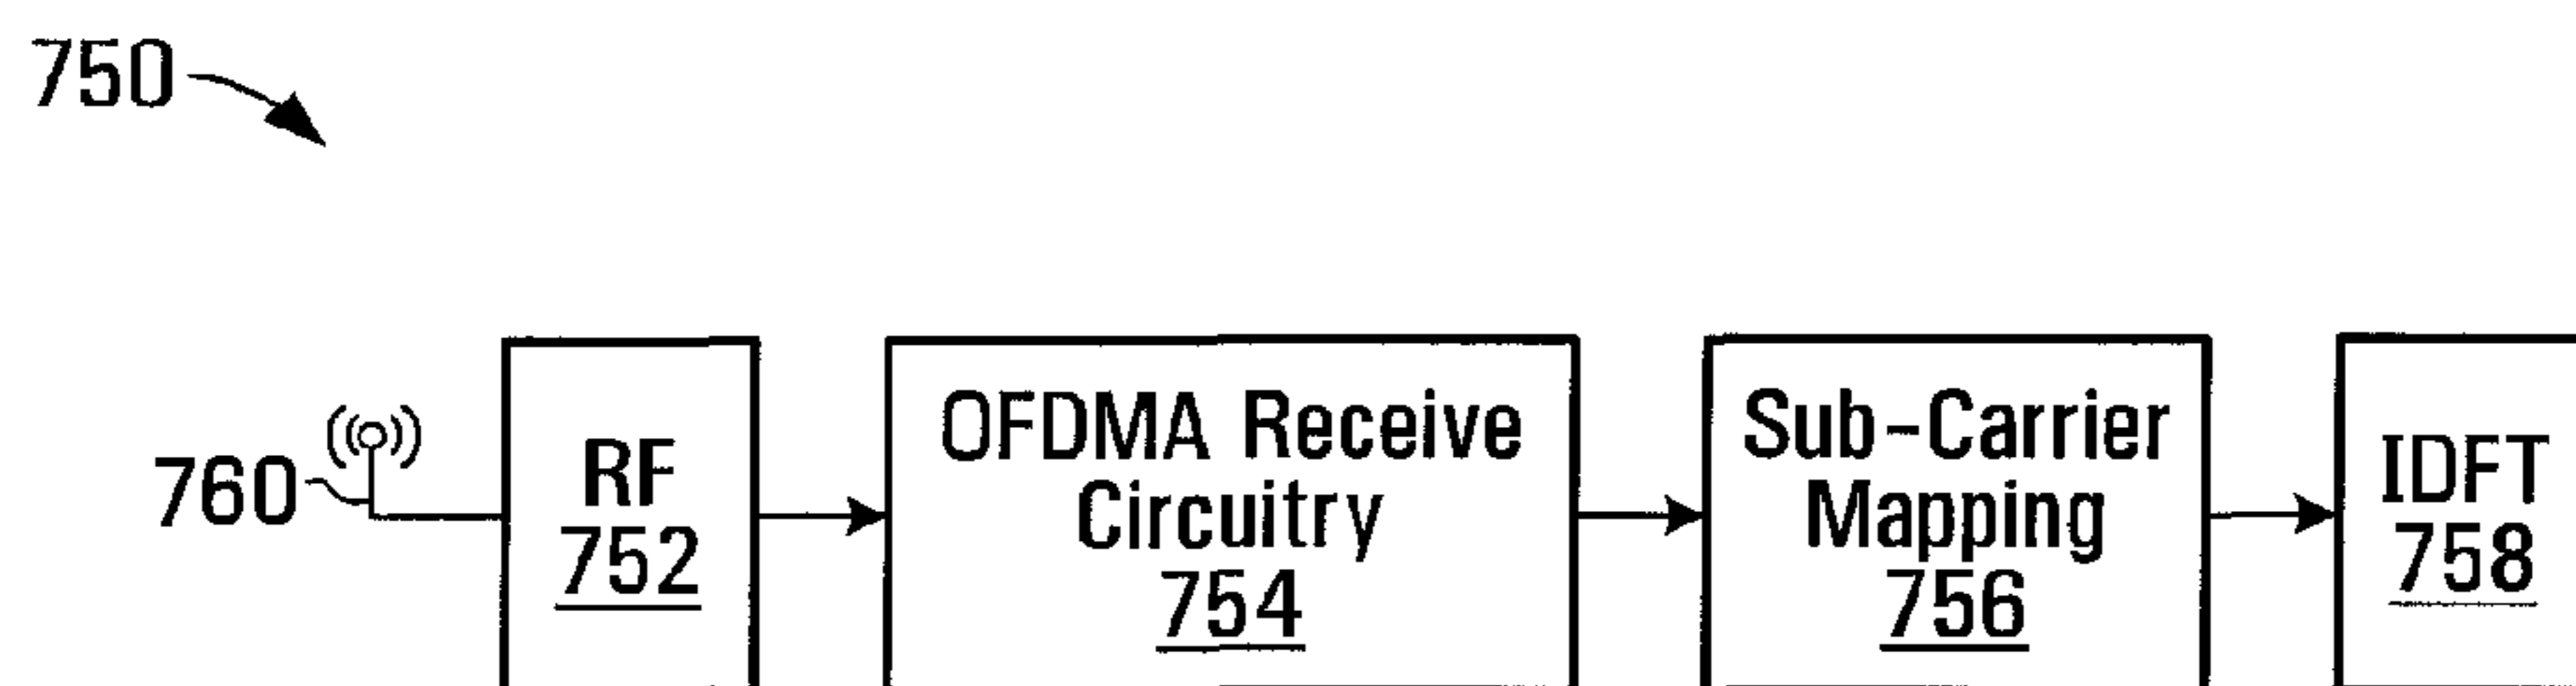 750
760
RF
752
OFDMA Receive
Circuitry
754
Sub-Carrier
Mapping
756
IDFT
758